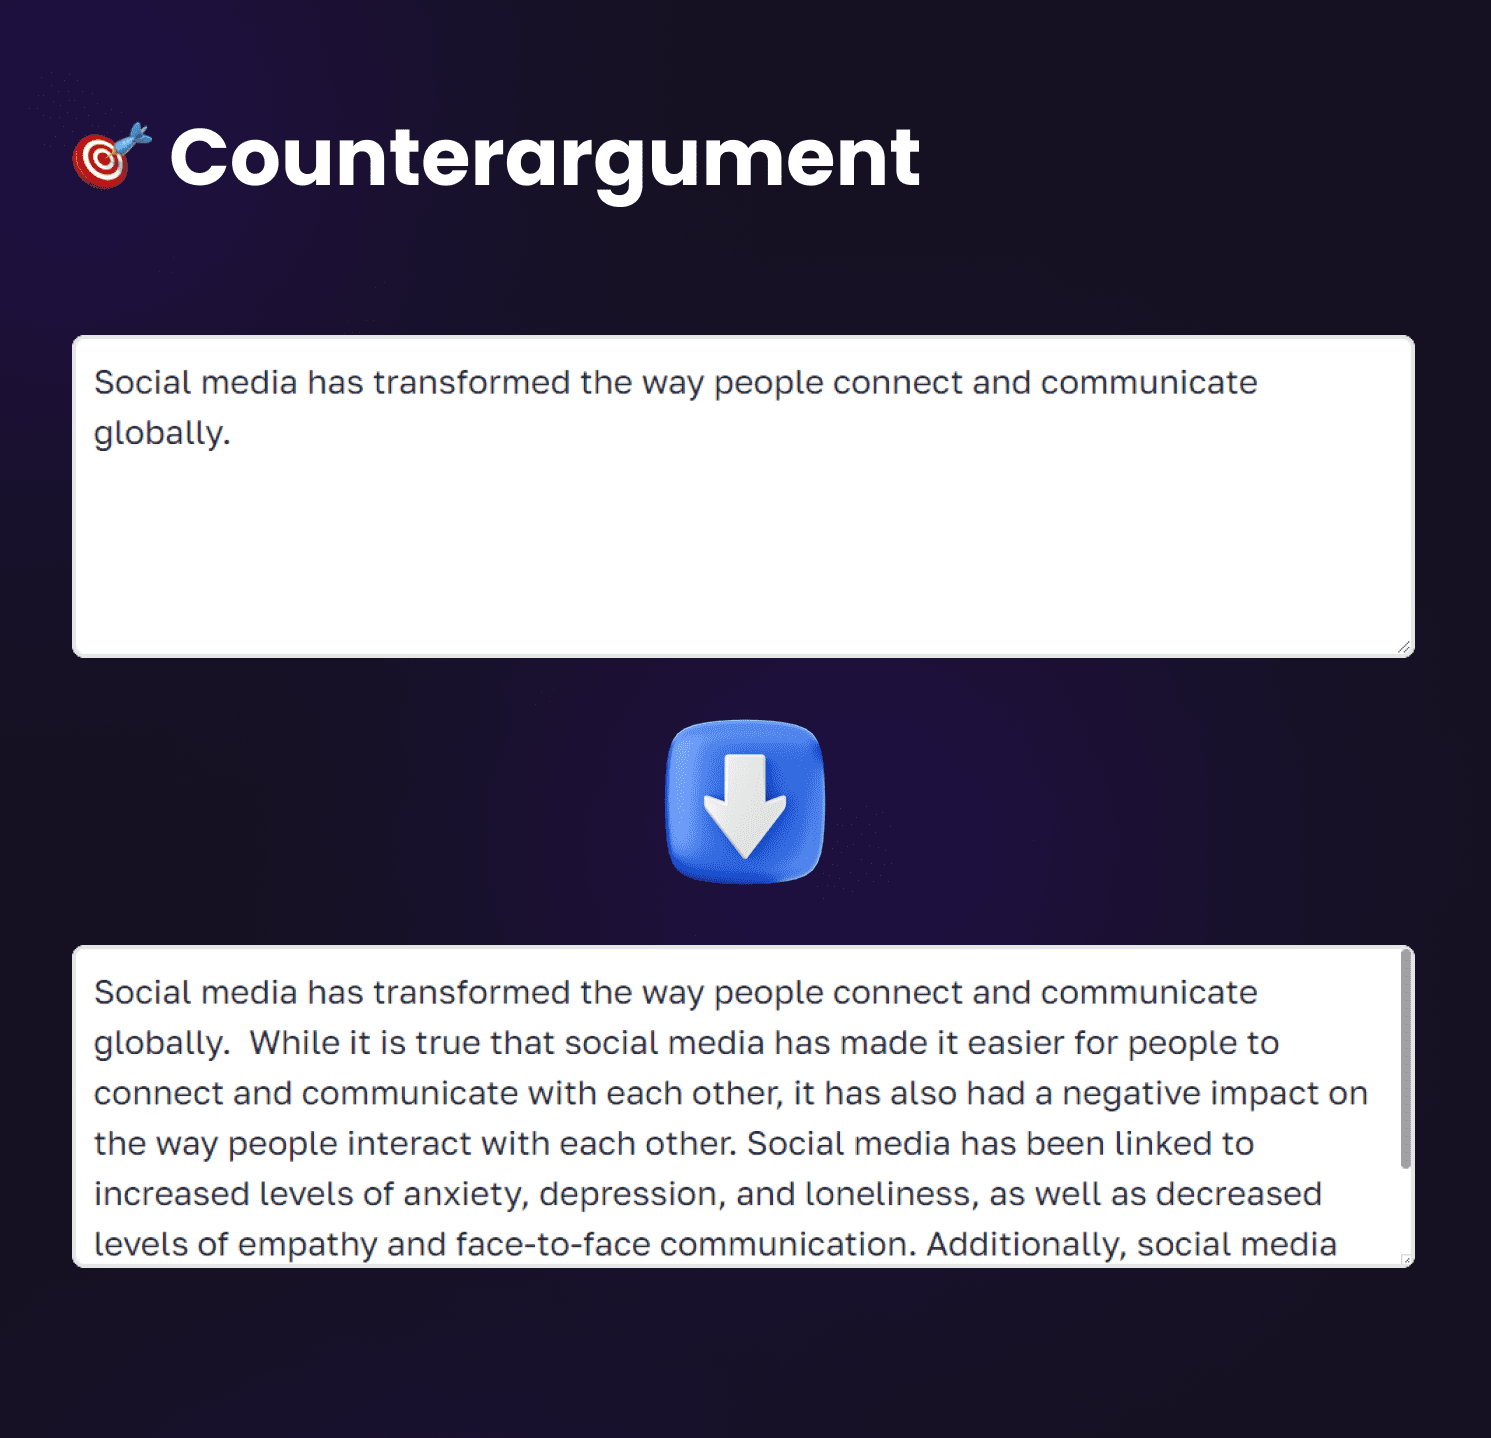 Counterargument
Social media has transformed the way people connect and communicate
globally.
Social media has transformed the way people connect and communicate
globally.  While it is true that social media has made it easier for people to
connect and communicate with each other, it has also had a negative impact on
the way people interact with each other. Social media has been linked to
increased levels of anxiety, depression, and loneliness, as well as decreased
levels of empathy and face-to-face communication. Additionally, social media